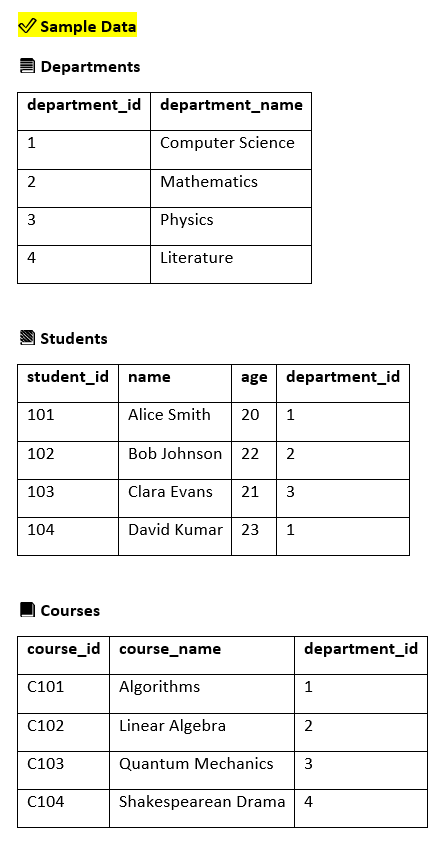 ✓ Sample Data
Departments
department_id department_name
1 Computer Science
2 Mathematics
3 Physics
4 Literature
Students
student_id name age department_id
101 Alice Smith 20 1
102 Bob Johnson 22 2
103 Clara Evans 21 3
104 David Kumar 23 1
Courses
course_id course_name department_id
C101 Algorithms 1
C102 Linear Algebra 2
C103 Quantum Mechanics 3
C104 Shakespearean Drama 4